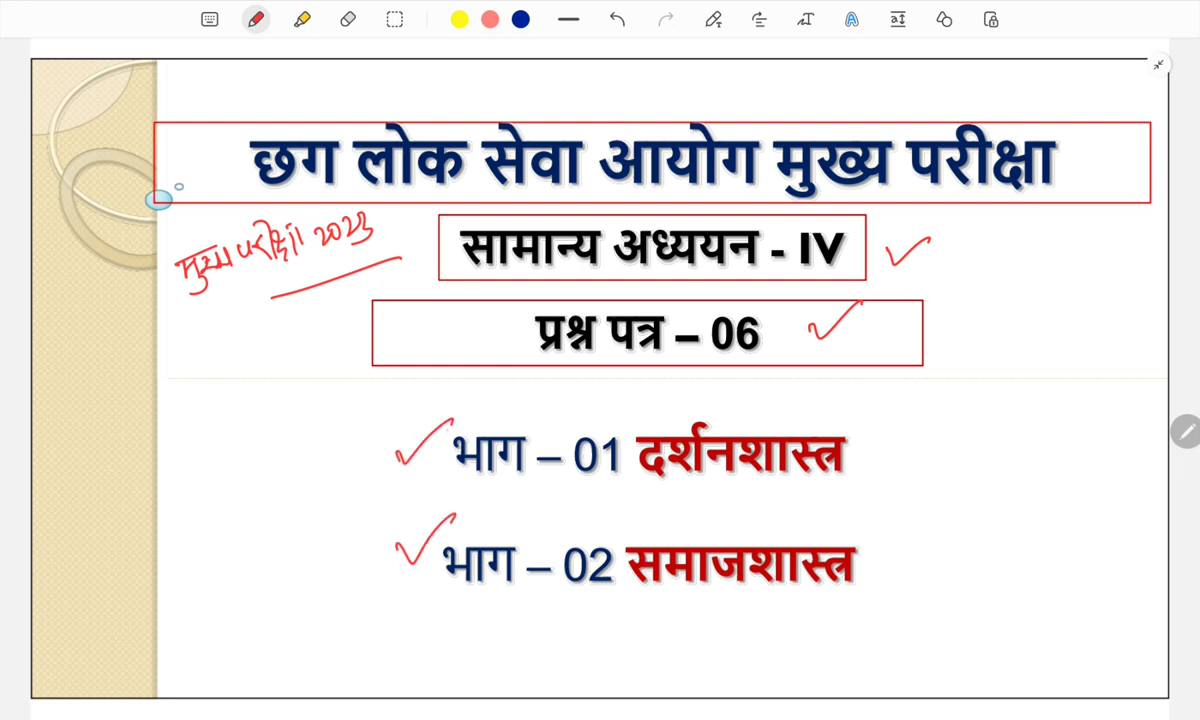 छग लोक सेवा आयोग मुख्य परीक्षा
मुख्य परीक्षा 2023
सामान्य अध्ययन - IV
प्रश्न पत्र – 06
भाग – 01 दर्शनशास्त्र
भाग – 02 समाजशास्त्र